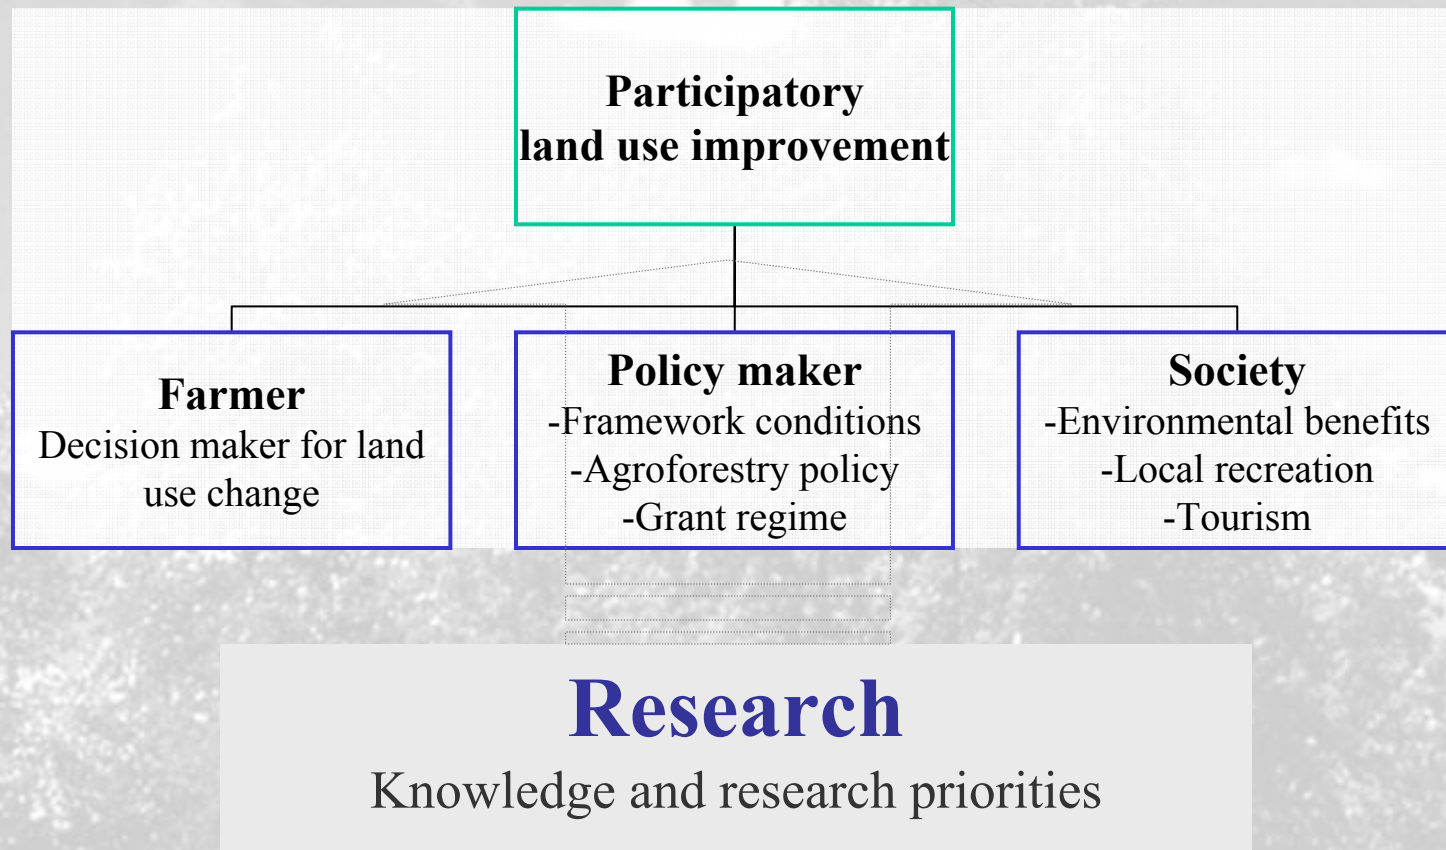 Participatory
land use improvement
Farmer
Decision maker for land
use change
Policy maker
-Framework conditions
-Agroforestry policy
-Grant regime
Society
-Environmental benefits
-Local recreation
-Tourism
Research
Knowledge and research priorities